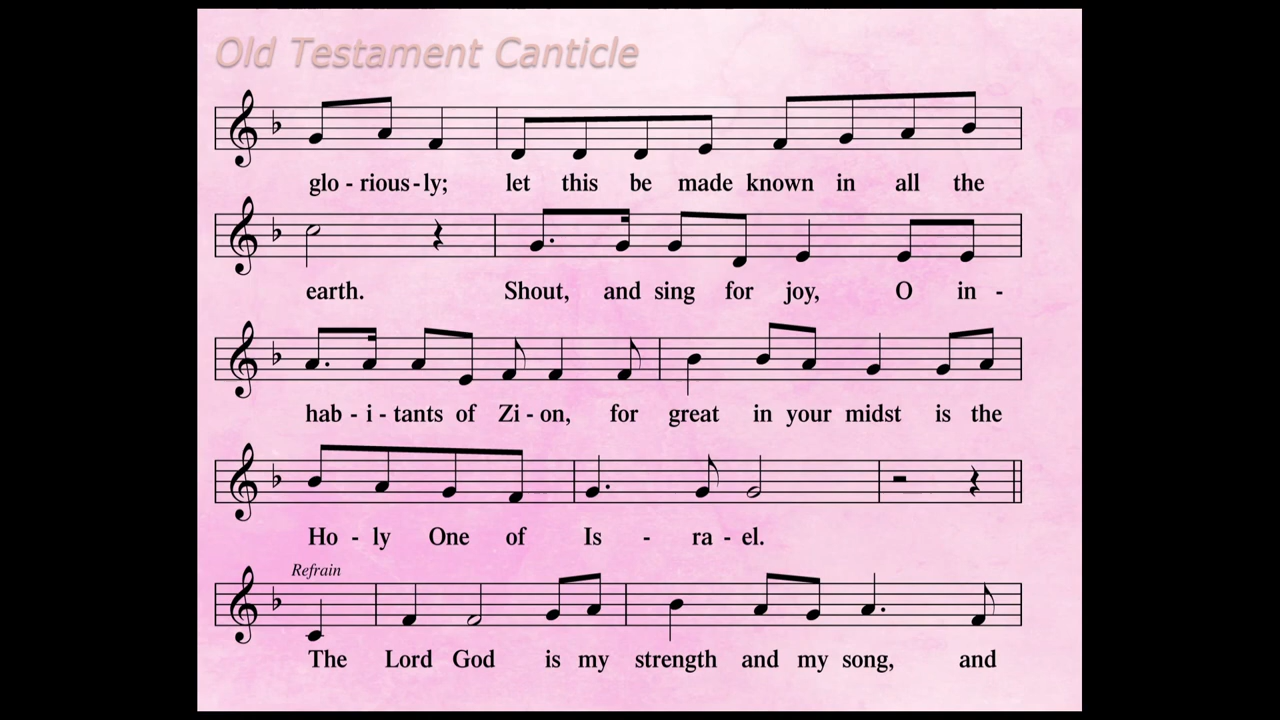 Old Testament Canticle
glo - rious - ly; let this be made known in all the
earth. Shout, and sing for joy, O in -
hab - i - tants of Zi - on, for great in your midst is the
Ho - ly One of Is - ra - el.
Refrain
The Lord God is my strength and my song, and